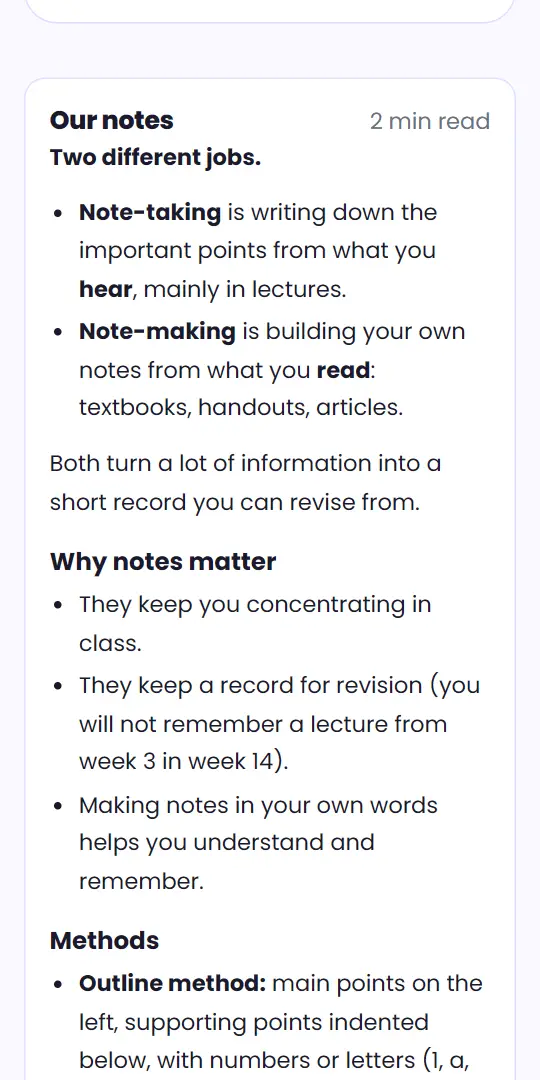 Our notes
2 min read
Two different jobs.
• Note-taking is writing down the
important points from what you
hear, mainly in lectures.
• Note-making is building your own
notes from what you read:
textbooks, handouts, articles.
Both turn a lot of information into a
short record you can revise from.
Why notes matter
• They keep you concentrating in
class.
• They keep a record for revision (you
will not remember a lecture from
week 3 in week 14).
• Making notes in your own words
helps you understand and
remember.
Methods
• Outline method: main points on the
left, supporting points indented
below, with numbers or letters (1, a,